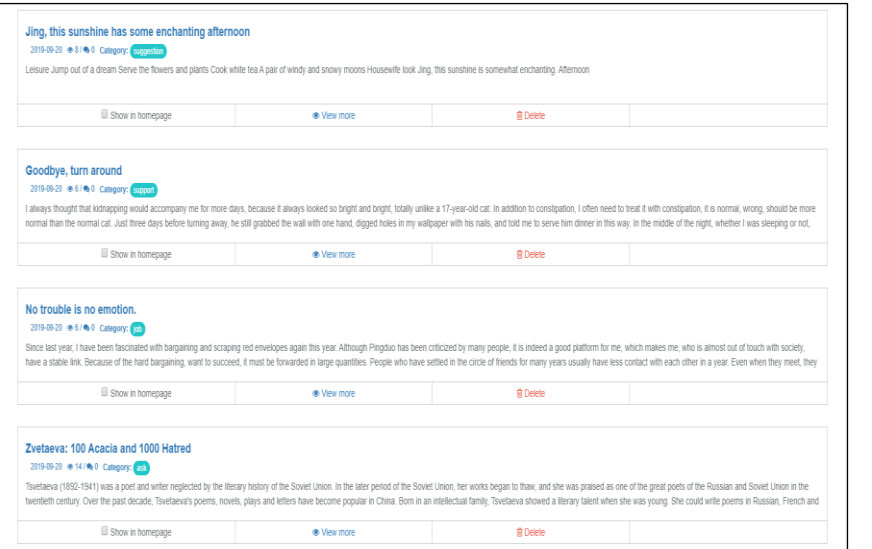 Jing, this sunshine has some enchanting afternoon
2019-09-20 8 / 0 Category: suggestion
Leisure Jump out of a dream Serve the flowers and plants Cook white tea A pair of windy and snowy moons Housewife look Jing, this sunshine is somewhat enchanting. Afternoon
Show in homepage View more Delete
Goodbye, turn around
2019-09-20 6 / 0 Category: support
I always thought that kidnapping would accompany me for more days, because it always looked so bright and bright, totally unlike a 17-year-old cat. In addition to constipation, I often need to treat it with constipation, it is normal, wrong, should be more
normal than the normal cat. Just three days before turning away, he still grabbed the wall with one hand, digged holes in my wallpaper with his nails, and told me to serve him dinner in this way. In the middle of the night, whether I was sleeping or not,
Show in homepage View more Delete
No trouble is no emotion.
2019-09-20 6 / 0 Category: job
Since last year, I have been fascinated with bargaining and scraping red envelopes again this year. Although Pingduo has been criticized by many people, it is indeed a good platform for me, which makes me, who is almost out of touch with society,
have a stable link. Because of the hard bargaining, want to succeed, it must be forwarded in large quantities. People who have settled in the circle of friends for many years usually have less contact with each other in a year. Even when they meet, they
Show in homepage View more Delete
Zvetaeva: 100 Acacia and 1000 Hatred
2019-09-20 14 / 0 Category: ask
Tsvetaeva (1892-1941) was a poet and writer neglected by the literary history of the Soviet Union. In the later period of the Soviet Union, her works began to thaw, and she was praised as one of the great poets of the Russian and Soviet Union in the
twentieth century. Over the past decade, Tsvetaeva's poems, novels, plays and letters have become popular in China. Born in an intellectual family, Tsvetaeva showed a literary talent when she was young. She could write poems in Russian, French and
Show in homepage View more Delete